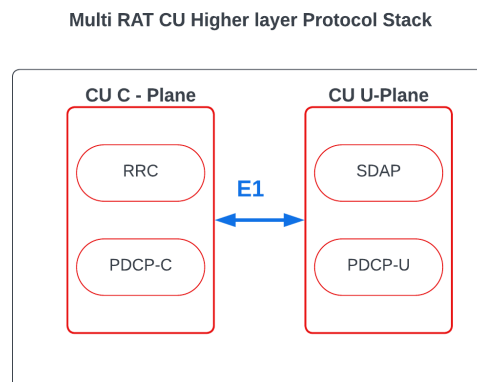 Multi RAT CU Higher layer Protocol Stack
CU C - Plane
CU U-Plane
RRC
SDAP
E1
PDCP-C
PDCP-U